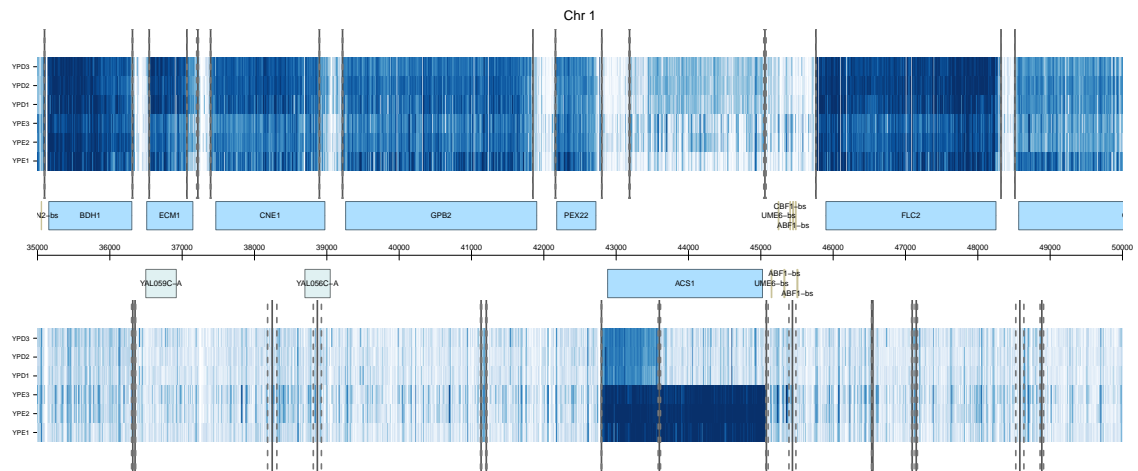 Chr 1
YPD3
YPD2
YPD1
YPE3
YPE2
YPE1
N2−bs
BDH1
ECM1
CNE1
GPB2
PEX22
CBF1−bs
UME6−bs
ABF1−bs
FLC2
35000 36000 37000 38000 39000 40000 41000 42000 43000 44000 45000 46000 47000 48000 49000 50000
YAL059C−A
YAL056C−A
ACS1
ABF1−bs
UME6−bs
ABF1−bs
YPD3
YPD2
YPD1
YPE3
YPE2
YPE1